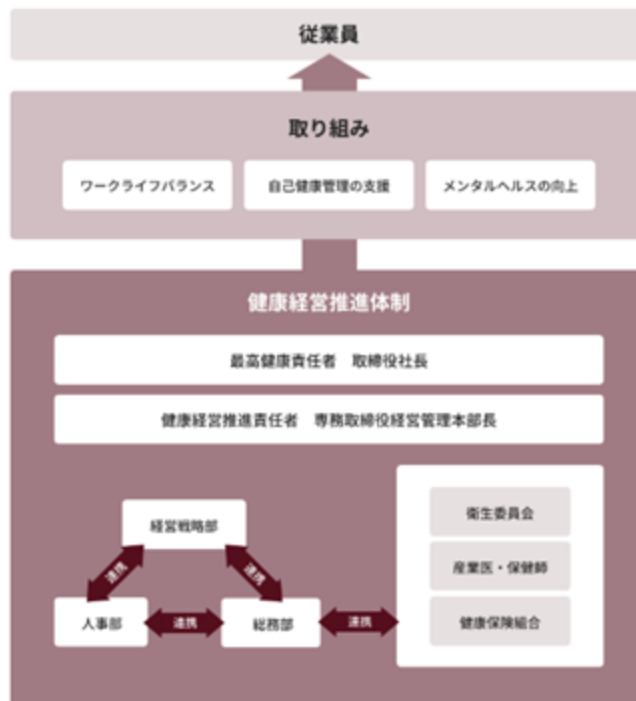 従業員
取り組み
ワークライフバランス
自己健康管理の支援
メンタルヘルスの向上
健康経営推進体制
最高健康責任者　取締役社長
健康経営推進責任者　専務取締役経営管理本部長
経営戦略部
連携
連携
人事部
連携
総務部
連携
衛生委員会
産業医・保健師
健康保険組合